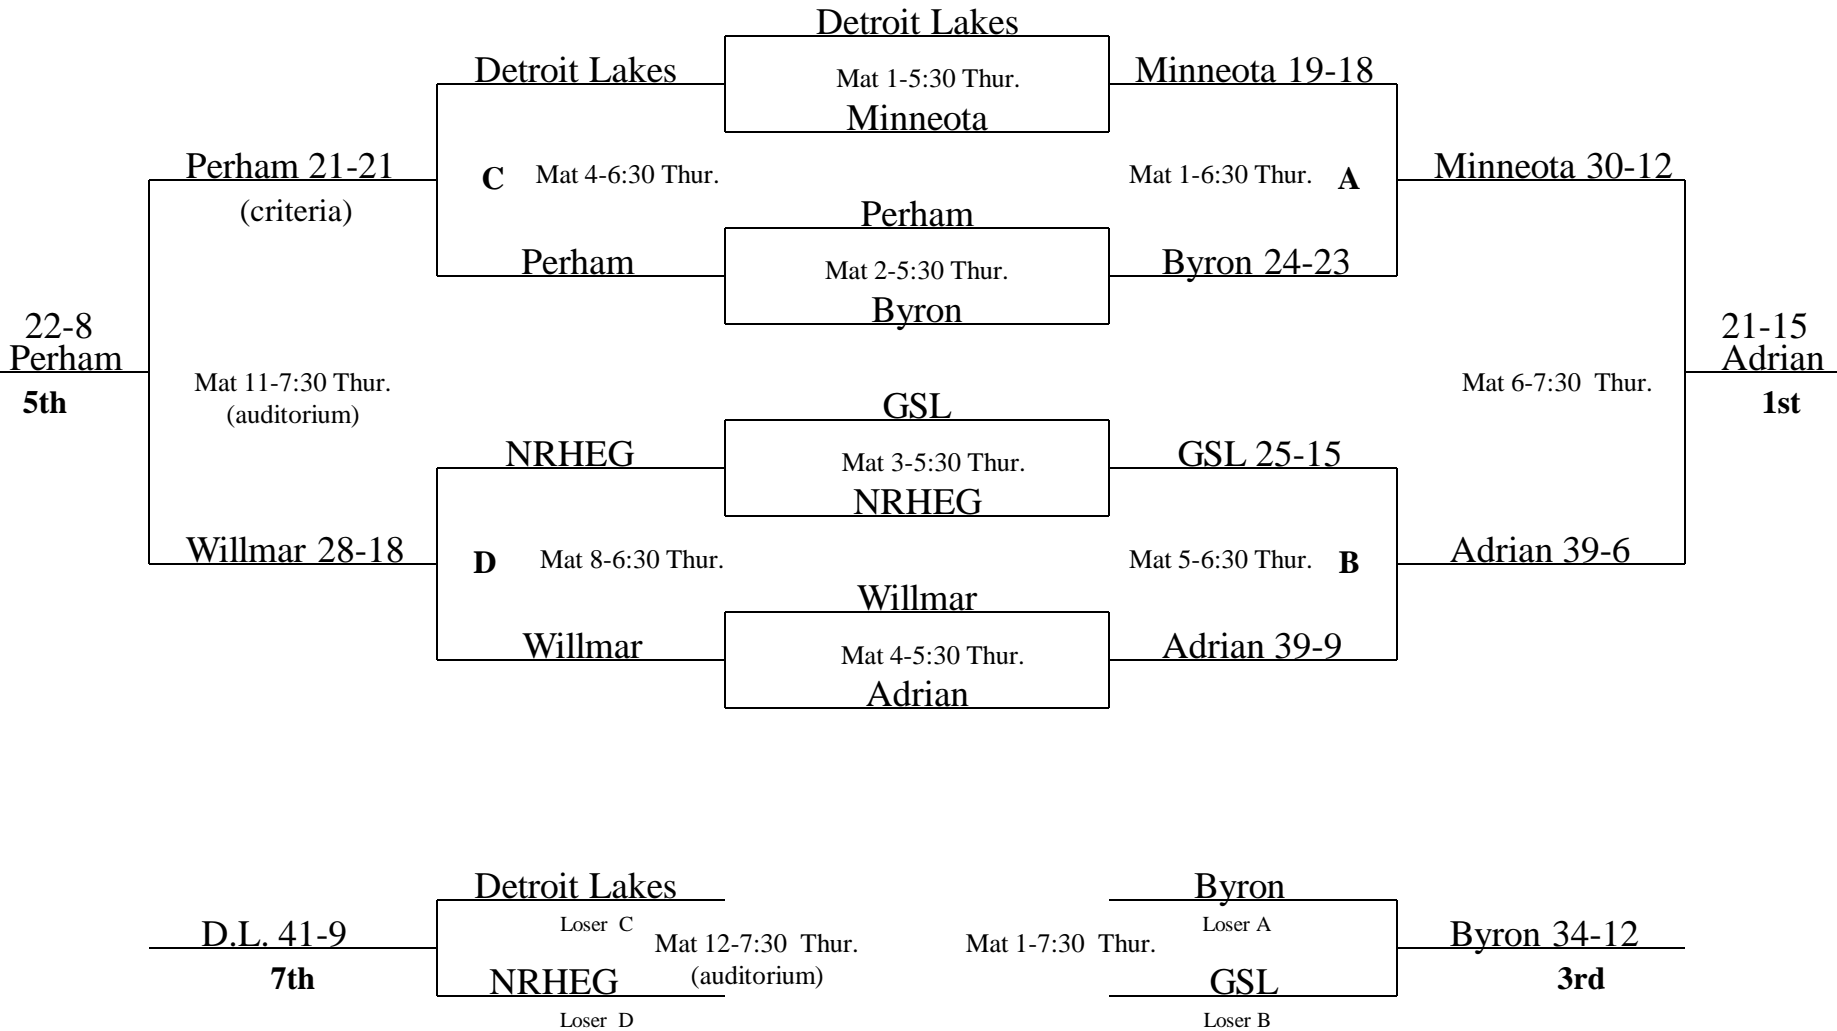 Detroit Lakes
Detroit Lakes
Mat 1-5:30 Thur.
Minneota 19-18
Minneota
Perham 21-21
(criteria)
C
Mat 4-6:30 Thur.
Mat 1-6:30 Thur.
A
Minneota 30-12
Perham
Perham
Mat 2-5:30 Thur.
Byron 24-23
Byron
22-8
Perham
5th
21-15
Adrian
1st
Mat 11-7:30 Thur.
(auditorium)
Mat 6-7:30 Thur.
GSL
NRHEG
Mat 3-5:30 Thur.
GSL 25-15
NRHEG
Willmar 28-18
D
Mat 8-6:30 Thur.
Mat 5-6:30 Thur.
B
Adrian 39-6
Willmar
Willmar
Mat 4-5:30 Thur.
Adrian 39-9
Adrian
Detroit Lakes
Loser C
D.L. 41-9
7th
Mat 12-7:30 Thur.
(auditorium)
NRHEG
Loser D
Byron
Loser A
Mat 1-7:30 Thur.
Byron 34-12
3rd
GSL
Loser B